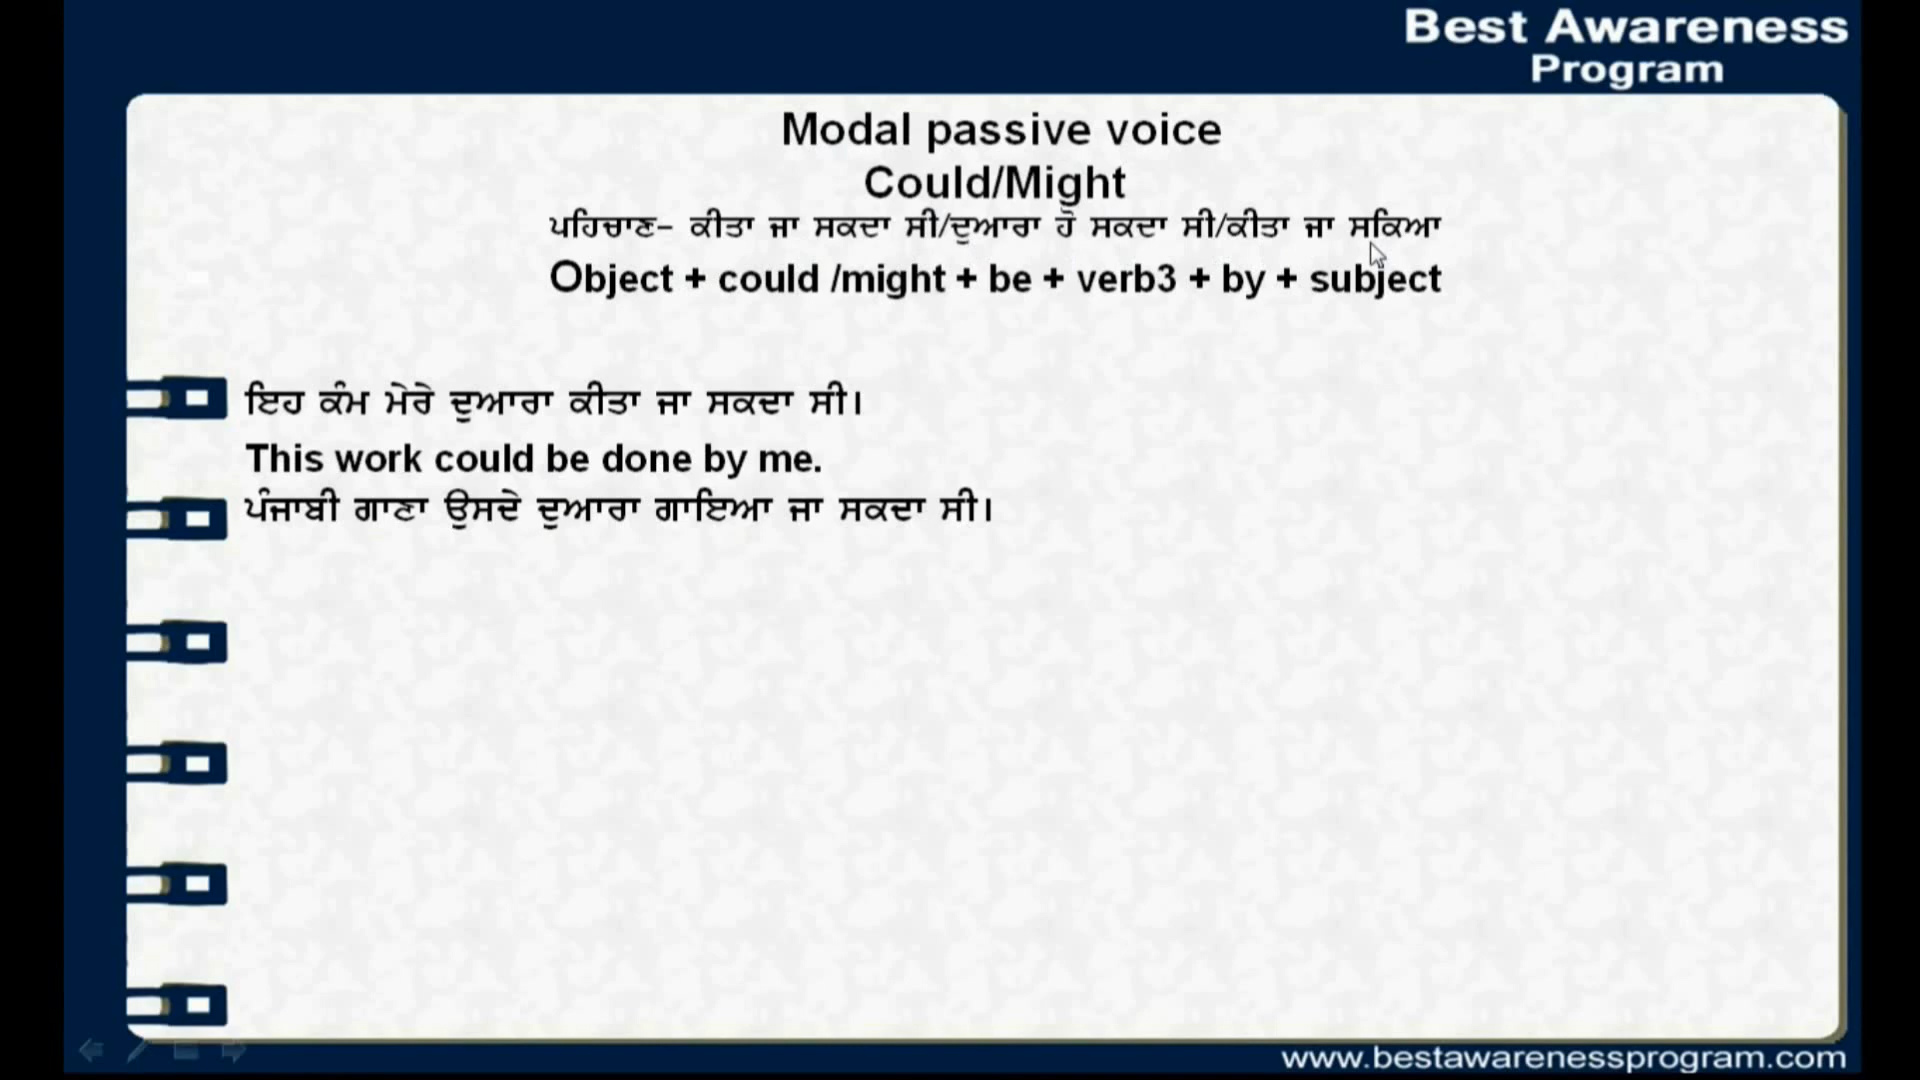 Best Awareness
Program
Modal passive voice
Could/Might
ਪਹਿਚਾਣ- ਕੀਤਾ ਜਾ ਸਕਦਾ ਸੀ/ਦੁਆਰਾ ਹੋ ਸਕਦਾ ਸੀ/ਕੀਤਾ ਜਾ ਸਕਿਆ
Object + could /might + be + verb3 + by + subject
ਇਹ ਕੰਮ ਮੇਰੇ ਦੁਆਰਾ ਕੀਤਾ ਜਾ ਸਕਦਾ ਸੀ।
This work could be done by me.
ਪੰਜਾਬੀ ਗਾਣਾ ਉਸਦੇ ਦੁਆਰਾ ਗਾਇਆ ਜਾ ਸਕਦਾ ਸੀ।
www.bestawarenessprogram.com